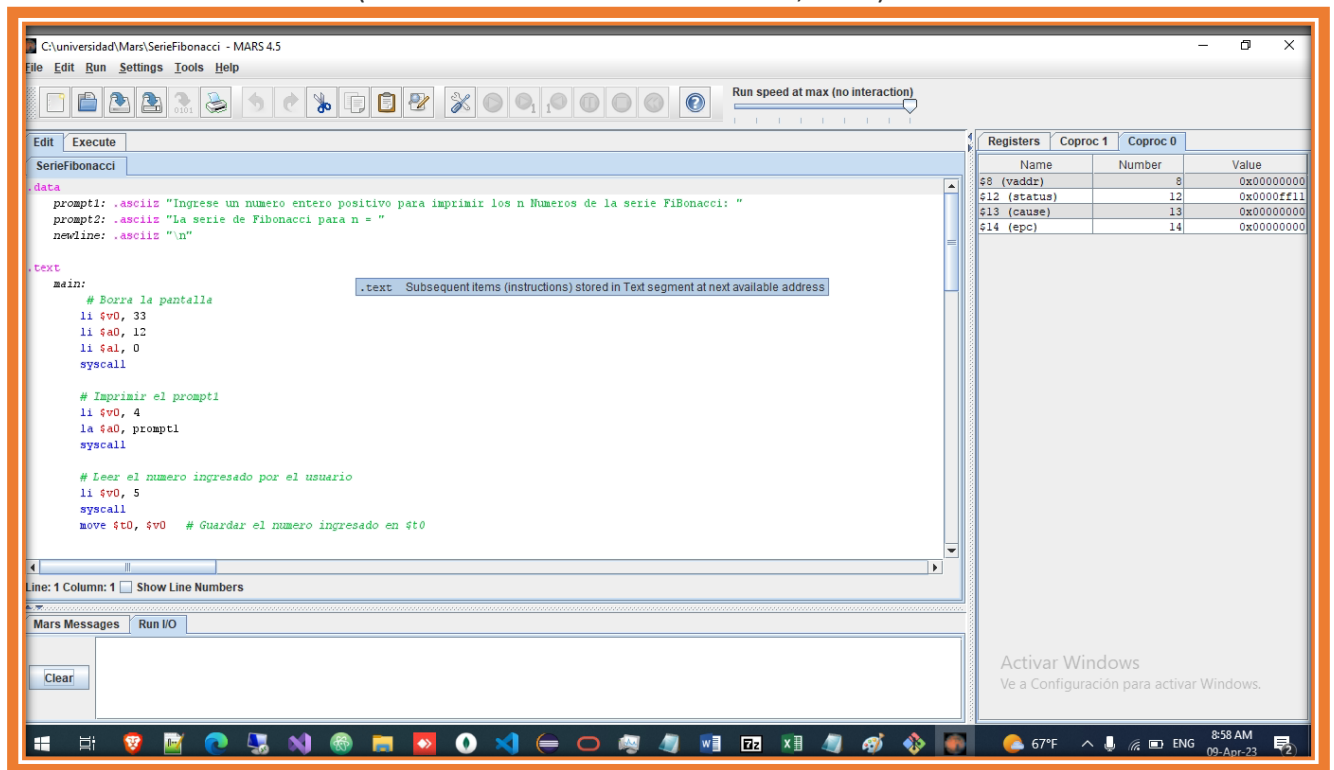 C:\universidad\Mars\SerieFibonacci - MARS 4.5
File Edit Run Settings Tools Help
Run speed at max (no interaction)
Edit Execute
SerieFibonacci
.data
prompt1: .asciiz "Ingrese un numero entero positivo para imprimir los n Numeros de la serie FiBonacci: "
prompt2: .asciiz "La serie de Fibonacci para n = "
newline: .asciiz "\n"
.text
main:
.text Subsequent items (instructions) stored in Text segment at next available address
# Borra la pantalla
li $v0, 33
li $a0, 12
li $a1, 0
syscall
# Imprimir el prompt1
li $v0, 4
la $a0, prompt1
syscall
# Leer el numero ingresado por el usuario
li $v0, 5
syscall
move $t0, $v0 # Guardar el numero ingresado en $t0
Line: 1 Column: 1 Show Line Numbers
Mars Messages Run I/O
Clear
Registers Coproc 1 Coproc 0
Name Number Value
$8 (vaddr) 8 0x00000000
$12 (status) 12 0x0000ff11
$13 (cause) 13 0x00000000
$14 (epc) 14 0x00000000
Activar Windows
Ve a Configuración para activar Windows.
67°F ENG 8:58 AM
09-Apr-23